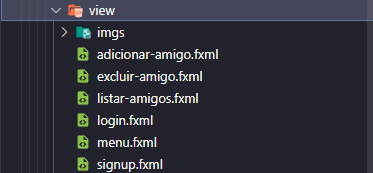 view
imgs
adicionar-amigo.fxml
excluir-amigo.fxml
listar-amigos.fxml
login.fxml
menu.fxml
signup.fxml